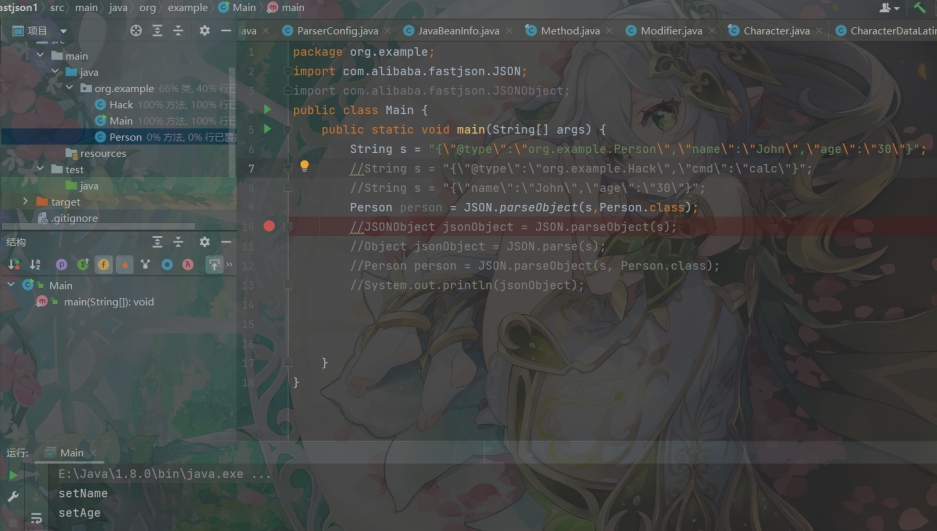 fastjson1 > src > main > java > org > example > Main > main
项目
java
ParserConfig.java
JavaBeanInfo.java
Method.java
Modifier.java
Character.java
CharacterDataLatin
main
java
org.example 66% 类, 40% 行已
Hack 100% 方法, 100% 行已
Main 100% 方法, 100% 行
Person 0% 方法, 0% 行已覆
resources
test
java
target
.gitignore
结构
Main
main(String[]): void
1 package org.example;
2 import com.alibaba.fastjson.JSON;
3 import com.alibaba.fastjson.JSONObject;
4 public class Main {
5 public static void main(String[] args) {
6 String s = "{\"@type\":\"org.example.Person\",\"name\":\"John\",\"age\":\"30\"}";
7 //String s = "{\"@type\":\"org.example.Hack\",\"cmd\":\"calc\"}";
8 //String s = "{\"name\":\"John\",\"age\":\"30\"}";
9 Person person = JSON.parseObject(s,Person.class);
10 //JSONObject jsonObject = JSON.parseObject(s);
11 //Object jsonObject = JSON.parse(s);
12 //Person person = JSON.parseObject(s, Person.class);
13 //System.out.println(jsonObject);
14
15
16
17 }
18 }
运行:
Main
E:\Java\1.8.0\bin\java.exe ...
setName
setAge